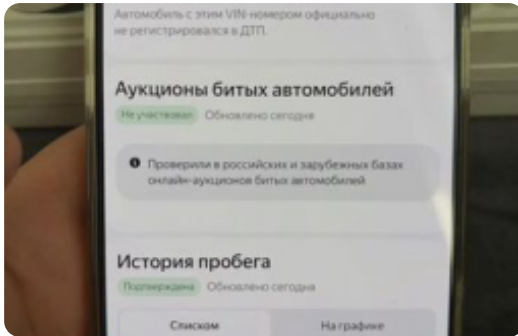 Автомобиль с этим VIN-номером официально
не регистрировался в ДТП.
Аукционы битых автомобилей
Не участвовал Обновлено сегодня
Проверили в российских и зарубежных базах
онлайн-аукционов битых автомобилей
История пробега
Подтверждена Обновлено сегодня
Списком На графике